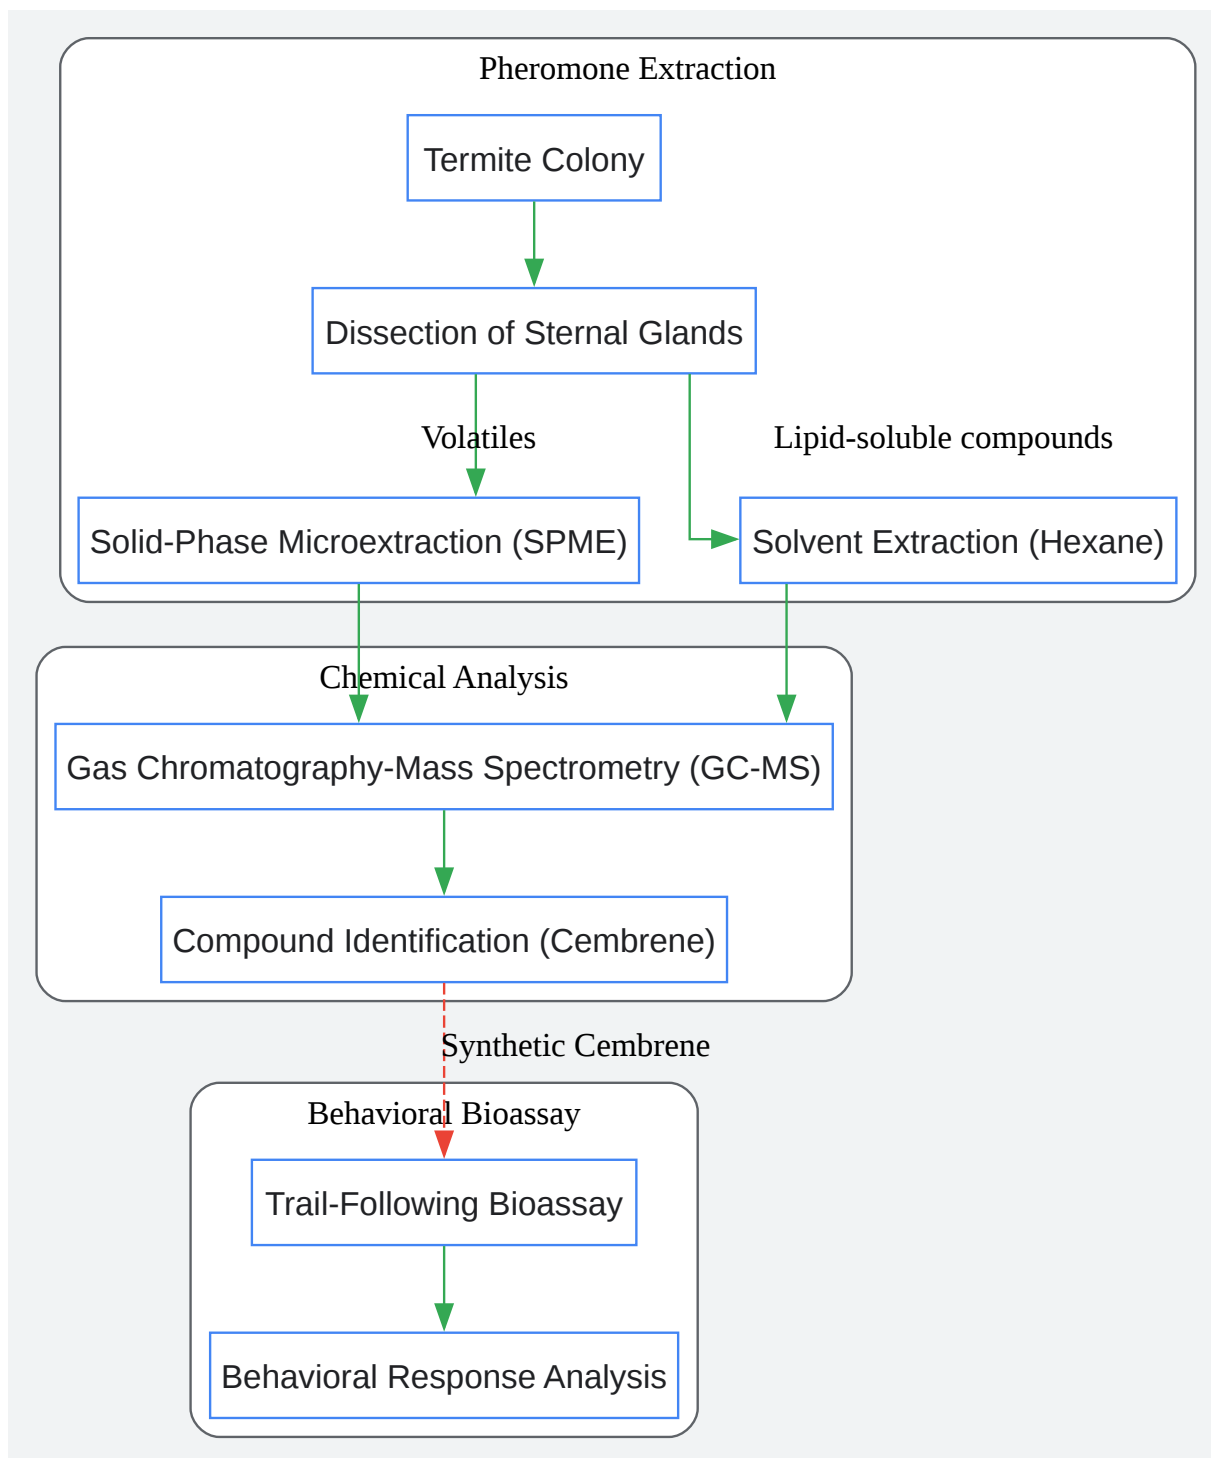 Pheromone Extraction
Termite Colony
Dissection of Sternal Glands
Volatiles
Lipid-soluble compounds
Solid-Phase Microextraction (SPME)
Solvent Extraction (Hexane)
Chemical Analysis
Gas Chromatography-Mass Spectrometry (GC-MS)
Compound Identification (Cembrene)
Synthetic Cembrene
Behavioral Bioassay
Trail-Following Bioassay
Behavioral Response Analysis